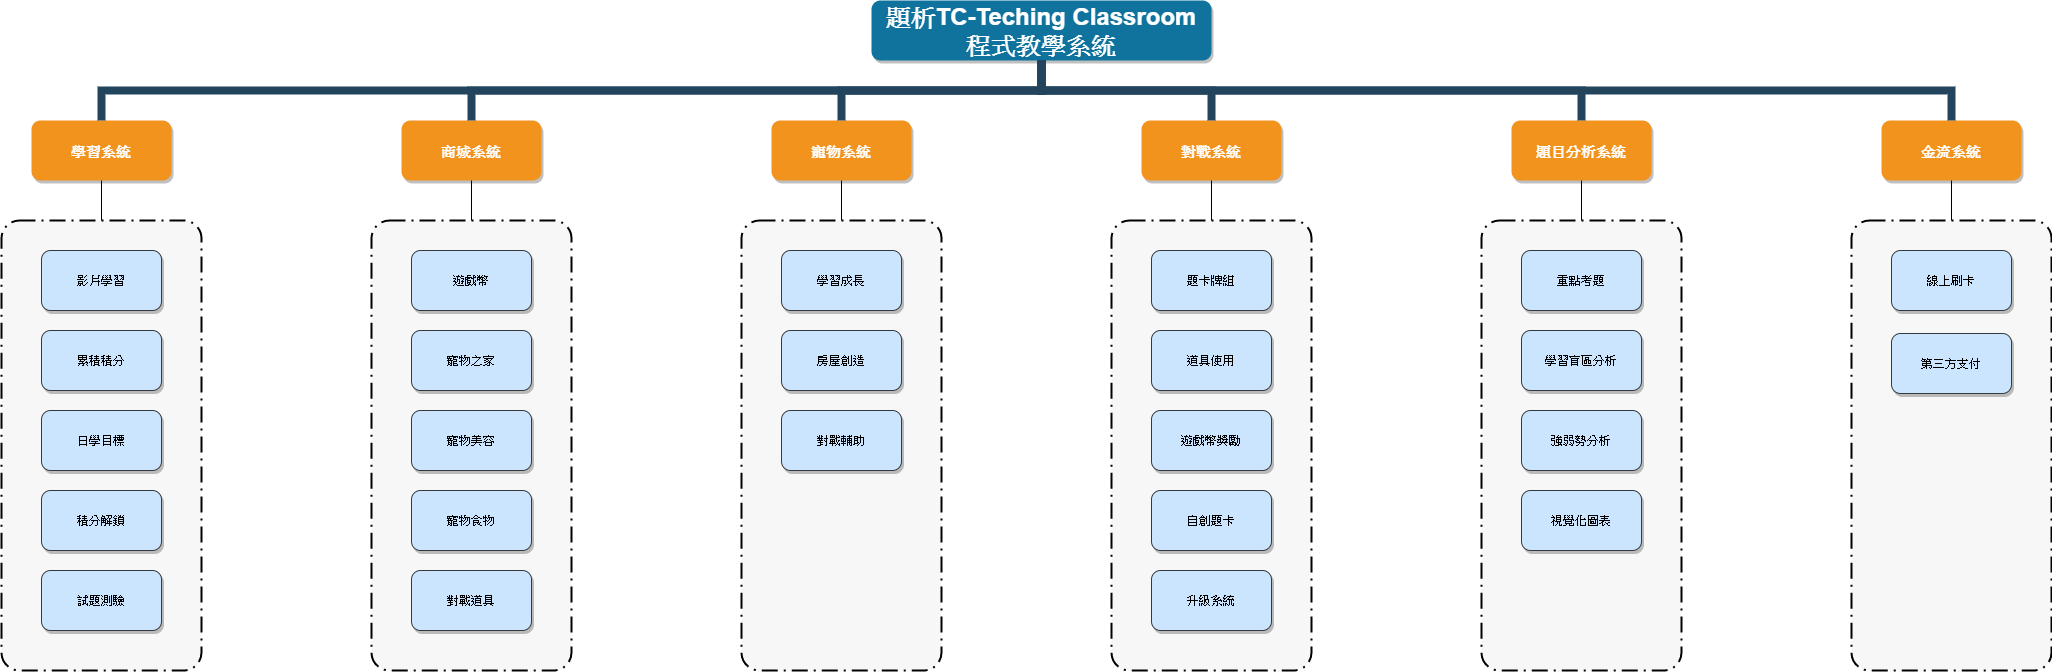 題析TC-Teching Classroom
程式教學系統
學習系統
商城系統
寵物系統
對戰系統
題目分析系統
金流系統
影片學習
累積積分
日學目標
積分解鎖
試題測驗
遊戲幣
寵物之家
寵物美容
寵物食物
對戰道具
學習成長
房屋創造
對戰輔助
題卡牌組
道具使用
遊戲幣獎勵
自創題卡
升級系統
重點考題
學習盲區分析
強弱勢分析
視覺化圖表
線上刷卡
第三方支付